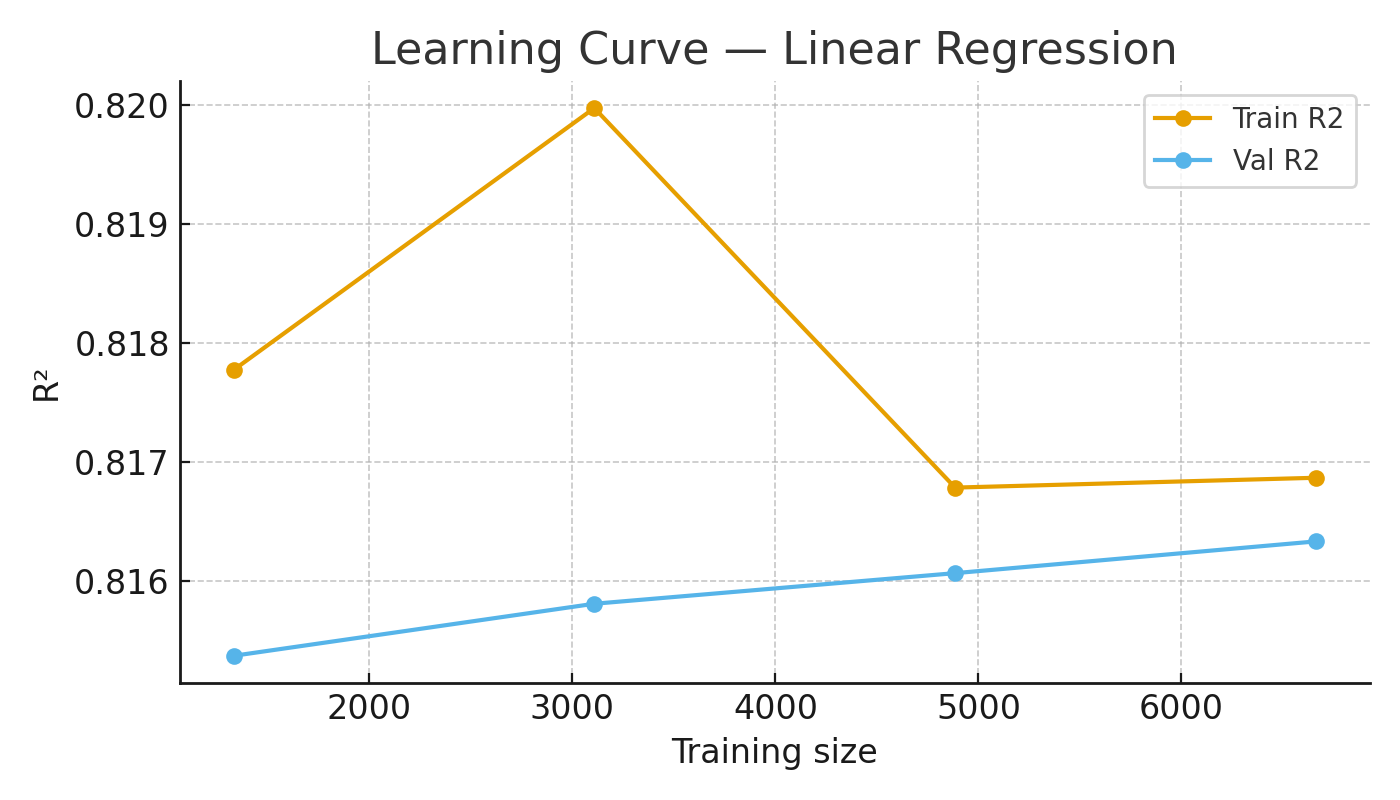 Learning Curve — Linear Regression
0.820
0.819
0.818
0.817
0.816
R²
Train R2
Val R2
2000 3000 4000 5000 6000
Training size